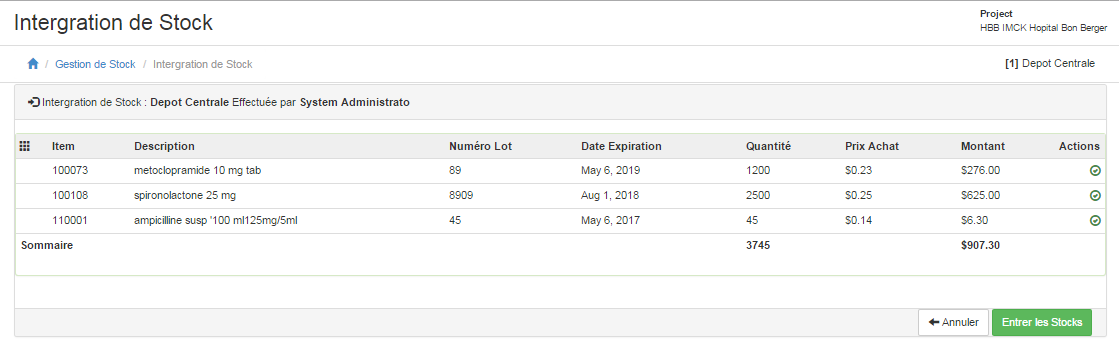 Intergration de Stock
Project
HBB IMCK Hopital Bon Berger
/ Gestion de Stock / Intergration de Stock
[1] Depot Centrale
Intergration de Stock : Depot Centrale Effectuée par System Administrato
Item Description Numéro Lot Date Expiration Quantité Prix Achat Montant Actions
100073 metoclopramide 10 mg tab 89 May 6, 2019 1200 $0.23 $276.00
100108 spironolactone 25 mg 8909 Aug 1, 2018 2500 $0.25 $625.00
110001 ampicilline susp '100 ml125mg/5ml 45 May 6, 2017 45 $0.14 $6.30
Sommaire 3745 $907.30
Annuler Entrer les Stocks